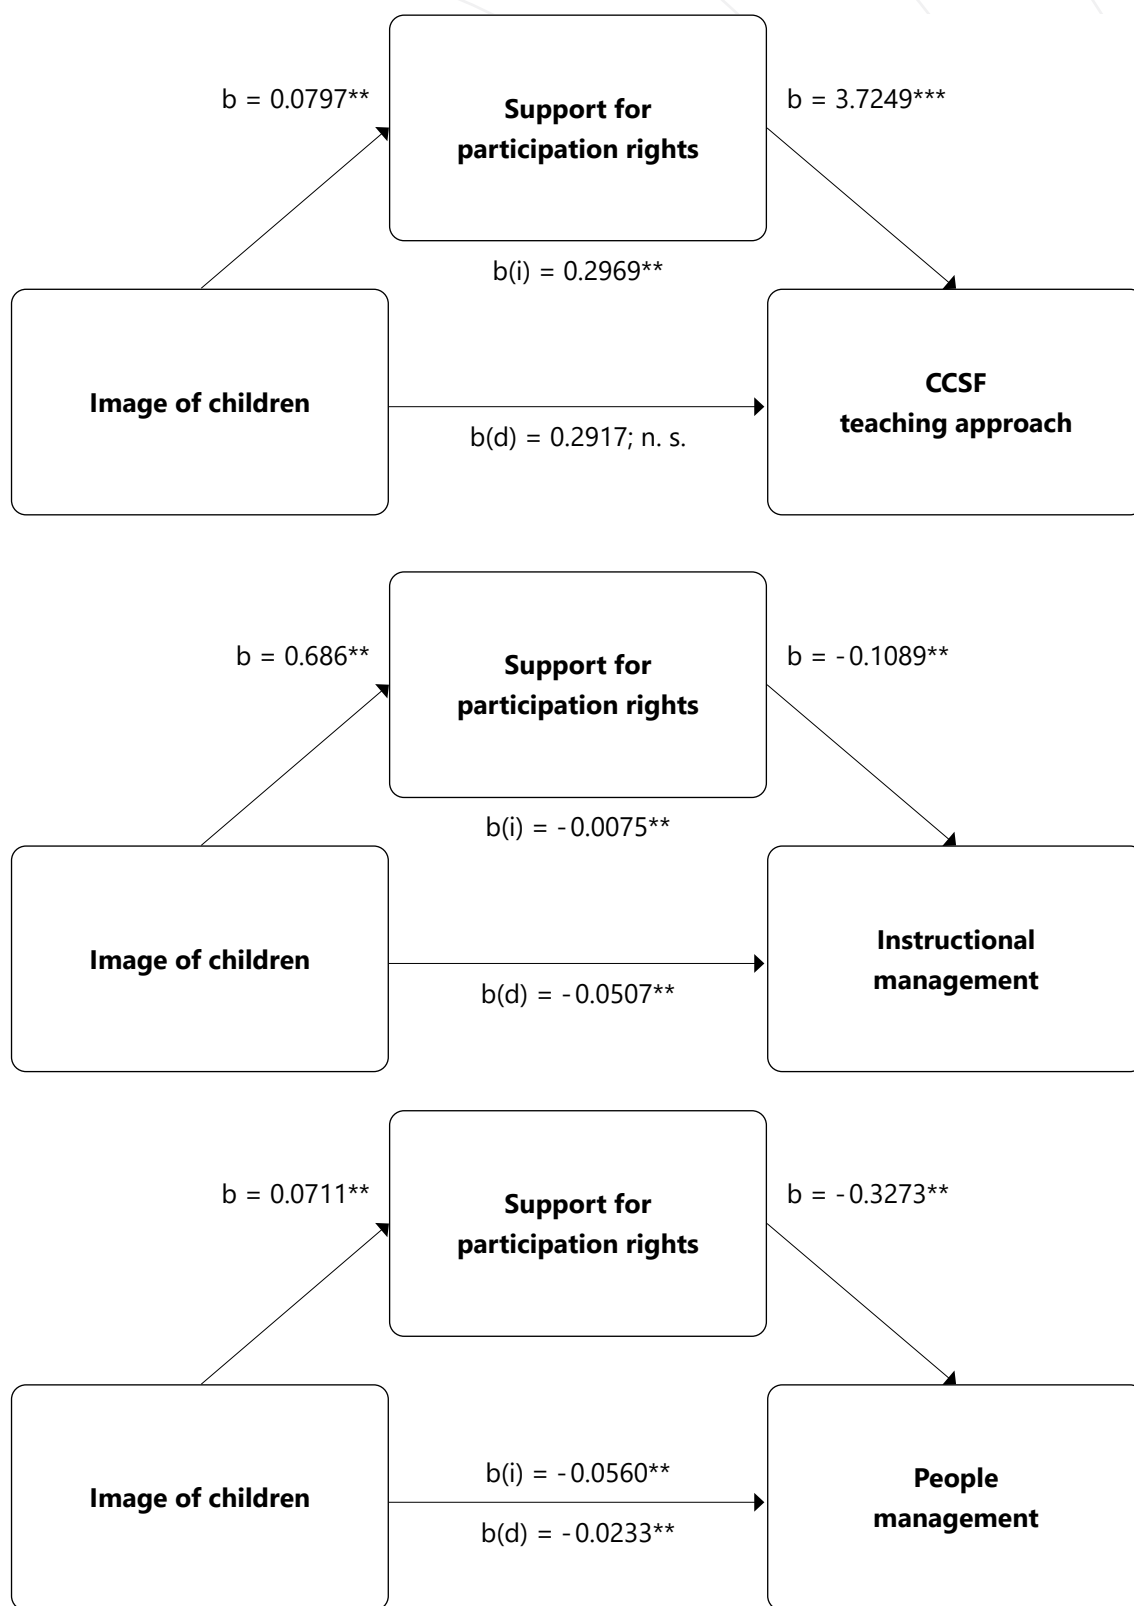 b = 0.0797**
Support for
participation rights
b = 3.7249***
b(i) = 0.2969**
Image of children
b(d) = 0.2917; n. s.
CCSF
teaching approach
b = 0.686**
Support for
participation rights
b = -0.1089**
b(i) = -0.0075**
Image of children
b(d) = -0.0507**
Instructional
management
b = 0.0711**
Support for
participation rights
b = -0.3273**
Image of children
b(i) = -0.0560**
b(d) = -0.0233**
People
management